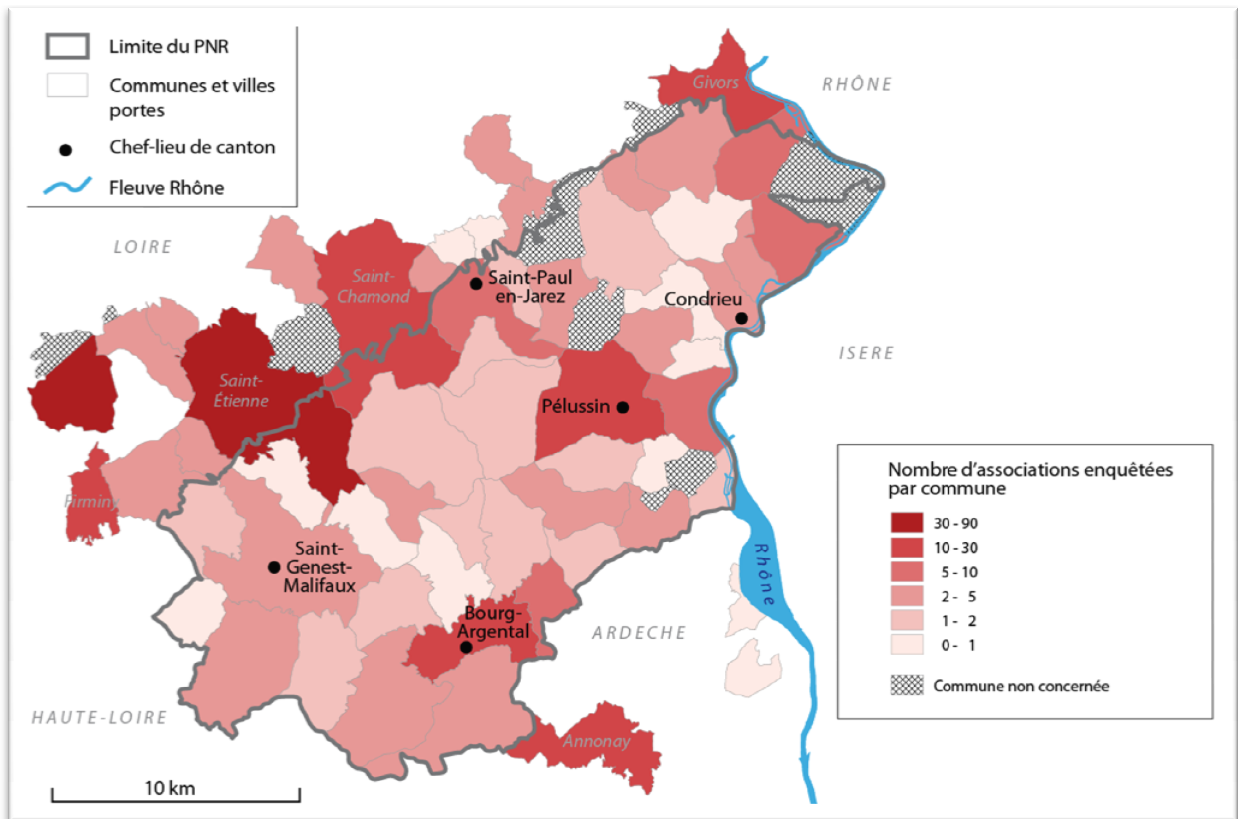 Limite du PNR
Communes et villes
portes
Chef-lieu de canton
Fleuve Rhône
Givors
RHÔNE
LOIRE
Saint-
Chamond
Saint-Paul
en-Jarez
Condrieu
ISERE
Saint-
Étienne
Pélussin
Firminy
Saint-
Genest-
Malifaux
Bourg-
Argental
ARDECHE
Rhône
HAUTE-LOIRE
Annonay
10 km
Nombre d'associations enquêtées
par commune
30 - 90
10 - 30
5 - 10
2 - 5
1 - 2
0 - 1
Commune non concernée